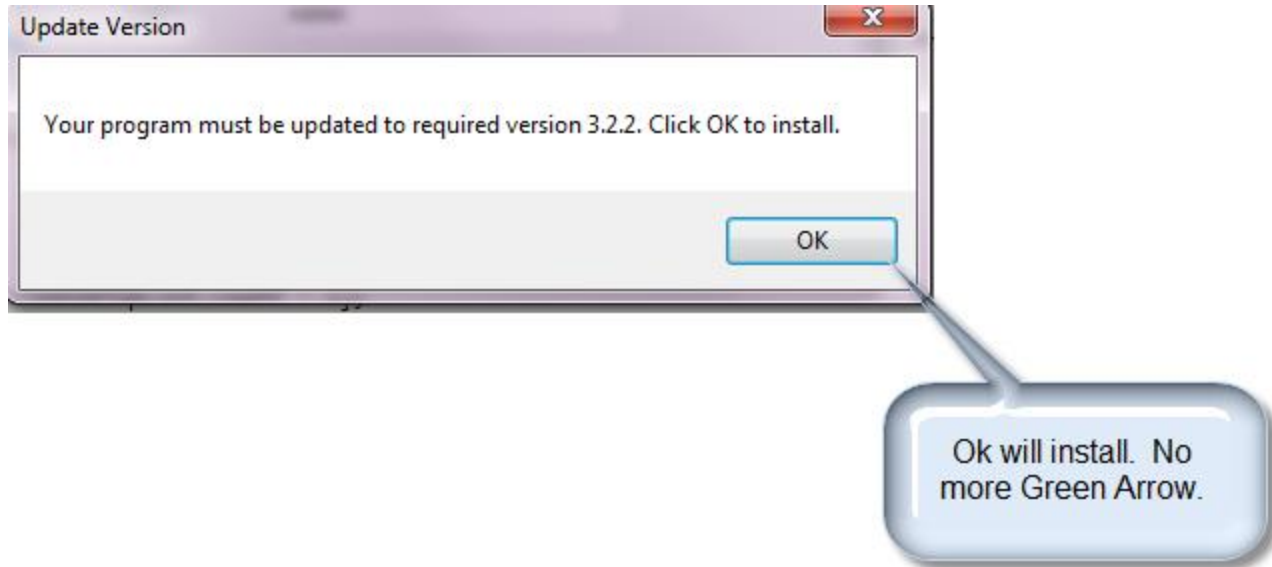 Update Version
Your program must be updated to required version 3.2.2. Click OK to install.
OK
Ok will install.  No
more Green Arrow.